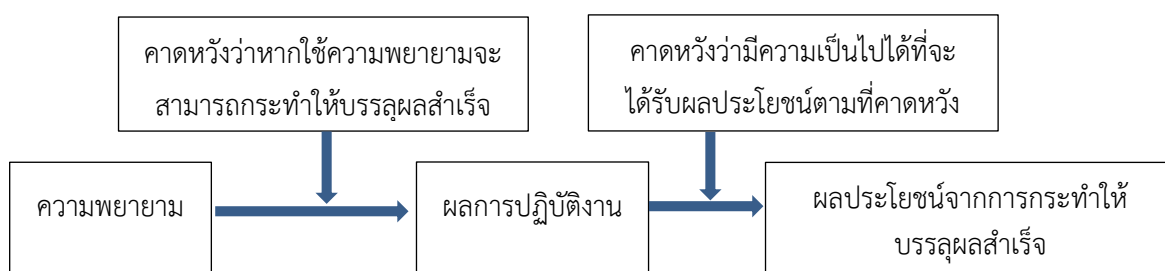 คาดหวังว่าหากใช้ความพยายามจะ
สามารถกระทำให้บรรลุผลสำเร็จ
คาดหวังว่ามีความเป็นไปได้ที่จะ
ได้รับผลประโยชน์ตามที่คาดหวัง
ความพยายาม
ผลการปฏิบัติงาน
ผลประโยชน์จากการกระทำให้
บรรลุผลสำเร็จ